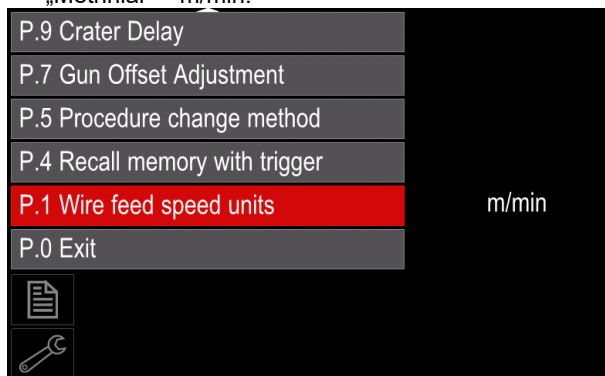 m/min.
P.9 Crater Delay
P.7 Gun Offset Adjustment
P.5 Procedure change method
P.4 Recall memory with trigger
P.1 Wire feed speed units m/min
P.0 Exit